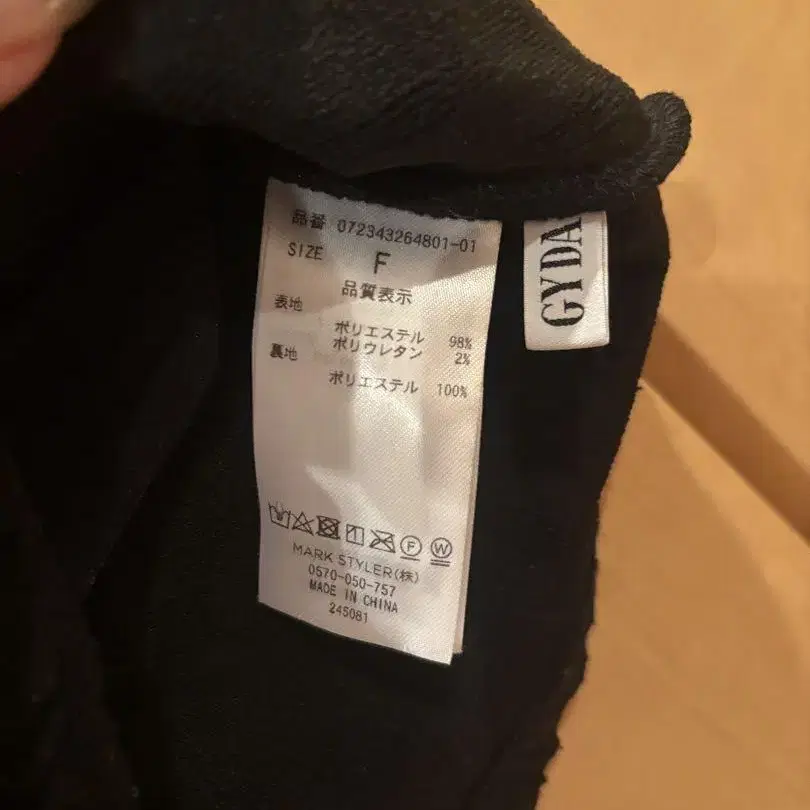 品番 072343264801-01
SIZE F
品質表示
表地
ポリエステル 98%
ポリウレタン 2%
裏地
ポリエステル 100%
F W
MARK STYLER(株)
0570-050-757
MADE IN CHINA
245081
GYDA